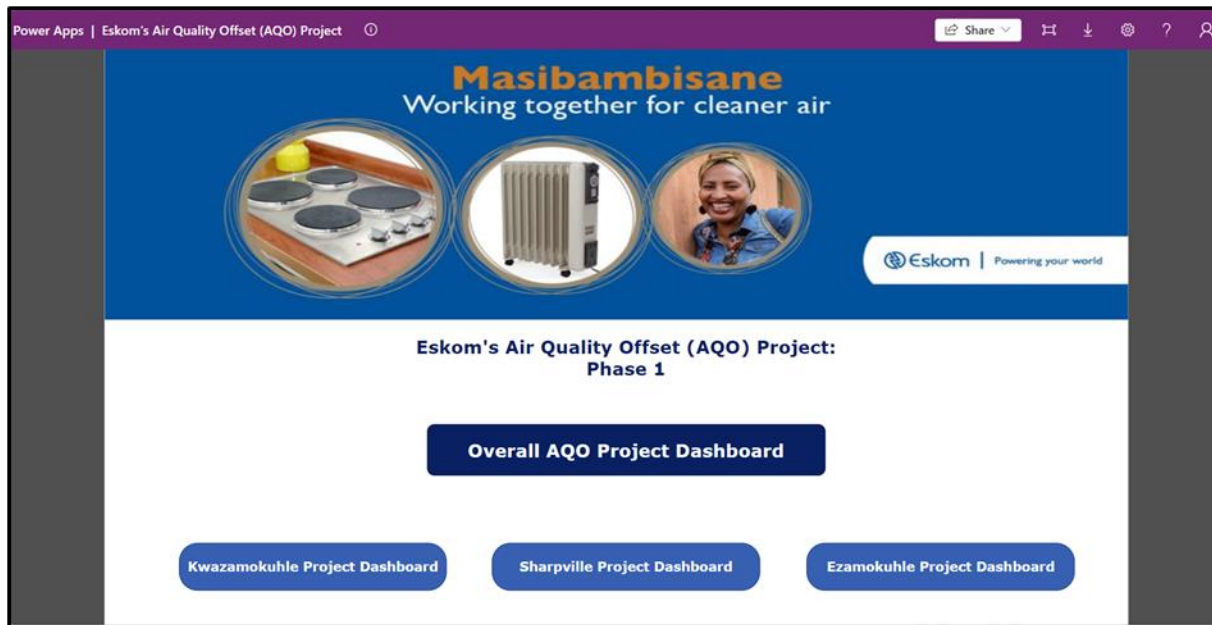 Power Apps | Eskom's Air Quality Offset (AQO) Project
Share
?
Masibambisane
Working together for cleaner air
Eskom | Powering your world
Eskom's Air Quality Offset (AQO) Project:
Phase 1
Overall AQO Project Dashboard
Kwazamokuhle Project Dashboard
Sharpville Project Dashboard
Ezamokuhle Project Dashboard